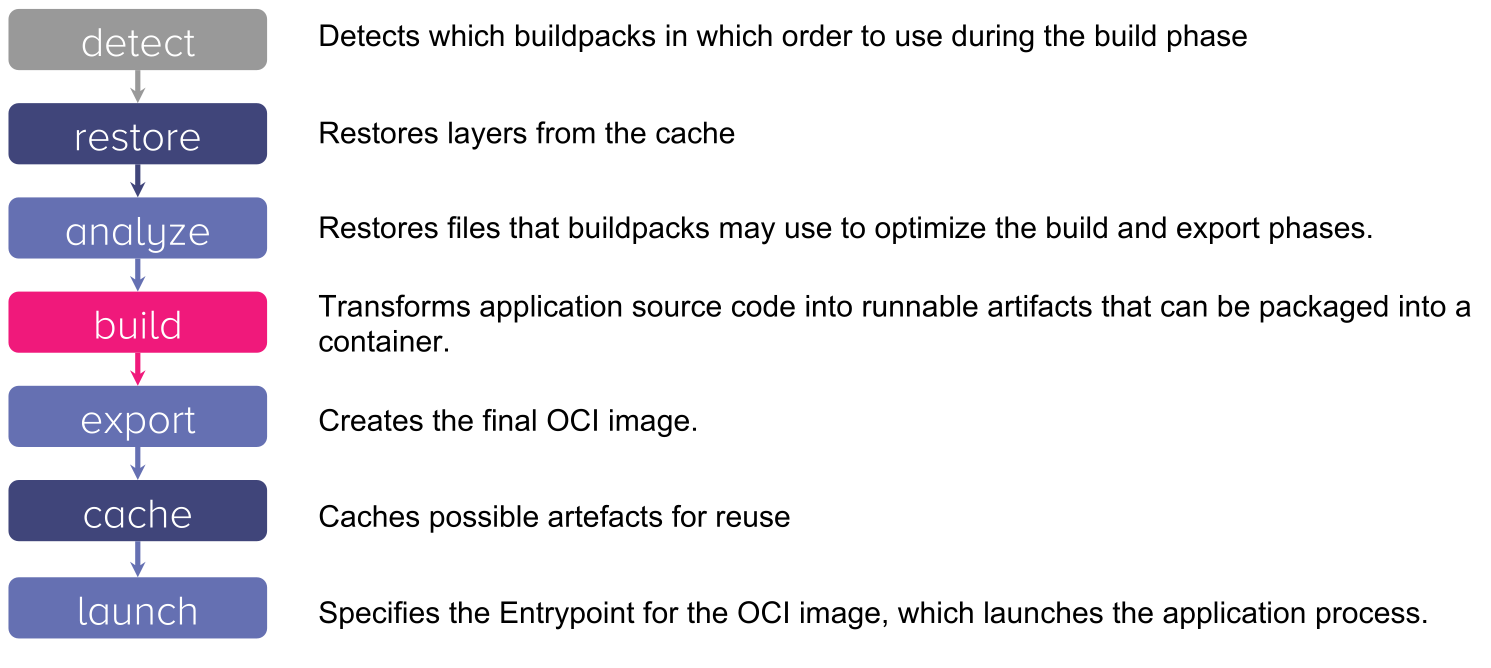 detect
Detects which buildpacks in which order to use during the build phase
restore
Restores layers from the cache
analyze
Restores files that buildpacks may use to optimize the build and export phases.
build
Transforms application source code into runnable artifacts that can be packaged into a
container.
export
Creates the final OCI image.
cache
Caches possible artefacts for reuse
launch
Specifies the Entrypoint for the OCI image, which launches the application process.